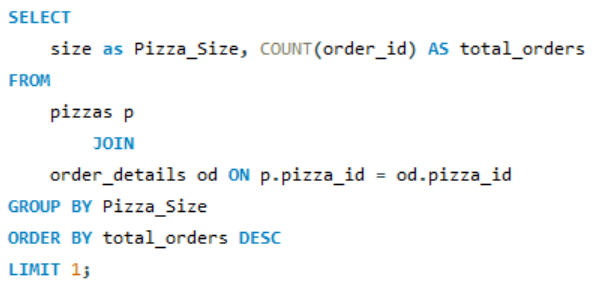 SELECT
size as Pizza_Size, COUNT(order_id) AS total_orders
FROM
pizzas p
JOIN
order_details od ON p.pizza_id = od.pizza_id
GROUP BY Pizza_Size
ORDER BY total_orders DESC
LIMIT 1;